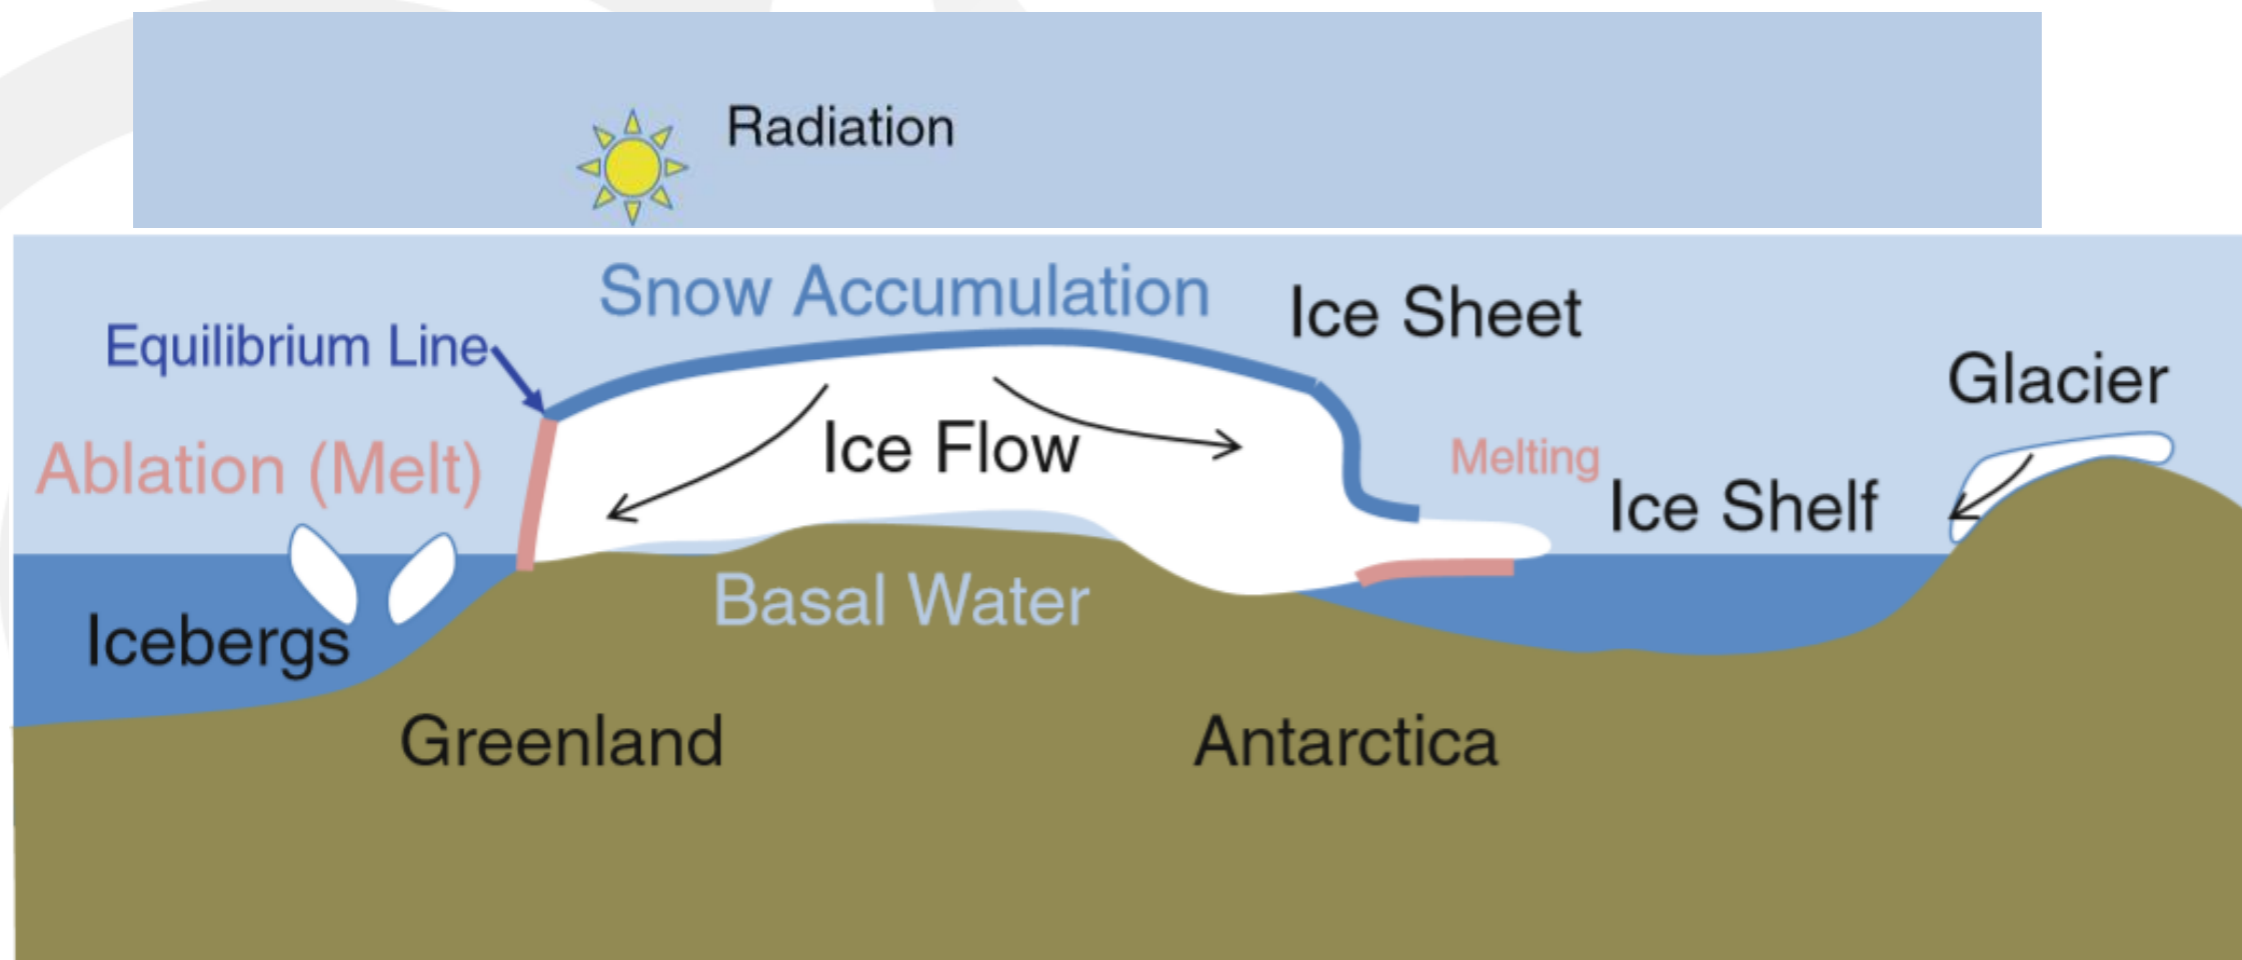 Radiation
Snow Accumulation
Ice Sheet
Equilibrium Line
Glacier
Ablation (Melt)
Ice Flow
Melting
Ice Shelf
Basal Water
Icebergs
Greenland
Antarctica